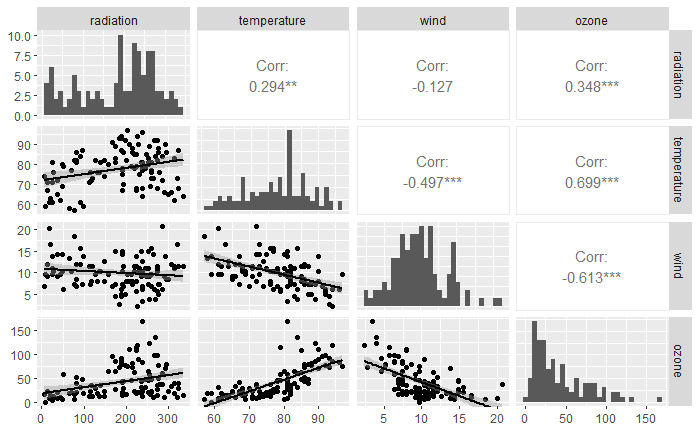 radiation temperature wind ozone
10.0
7.5
5.0
2.5
0.0
Corr:
0.294**
Corr:
-0.127
Corr:
0.348***
radiation
90
80
70
60
Corr:
-0.497***
Corr:
0.699***
temperature
20
15
10
5
Corr:
-0.613***
wind
150
100
50
0
ozone
0 100 200 300 60 70 80 90 5 10 15 20 0 50 100 150